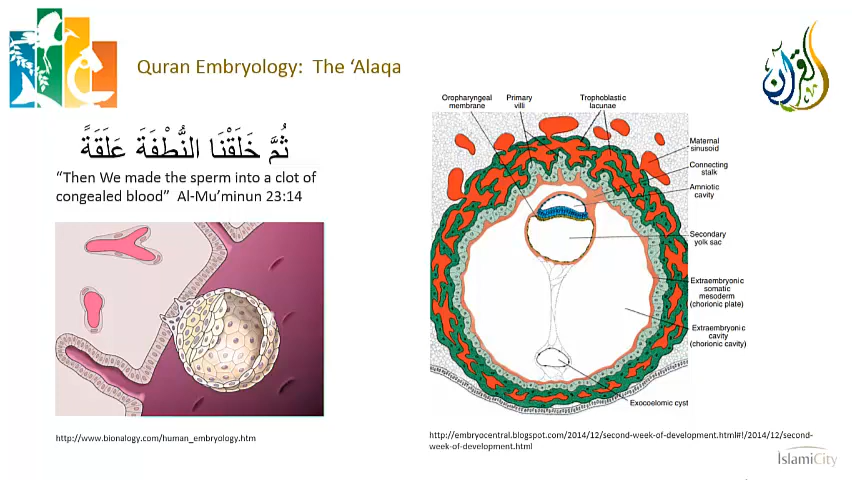 Quran Embryology: The ‘Alaqa
ثُمَّ خَلَقْنَا النُّطْفَةَ عَلَقَةً
“Then We made the sperm into a clot of
congealed blood” Al-Mu’minun 23:14
http://www.bionalogy.com/human_embryology.htm
Oropharyngeal
membrane
Primary
villi
Trophoblastic
lacunae
Maternal
sinusoid
Connecting
stalk
Amniotic
cavity
Secondary
yolk sac
Extraembryonic
somatic
mesoderm
(chorionic plate)
Extraembryonic
cavity
(chorionic cavity)
Exocoelomic cyst
http://embryocentral.blogspot.com/2014/12/second-week-of-development.html#!/2014/12/second-
week-of-development.html
القرآن
IslamiCity